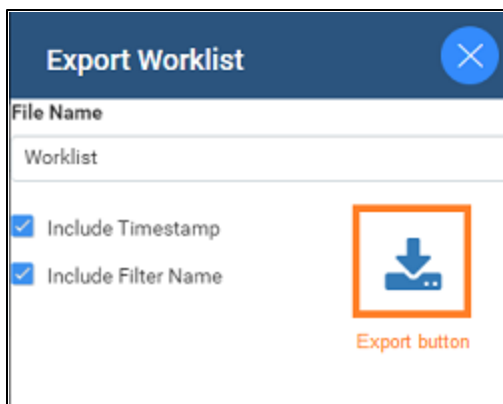 Export Worklist
File Name
Worklist
Include Timestamp
Include Filter Name
Export button